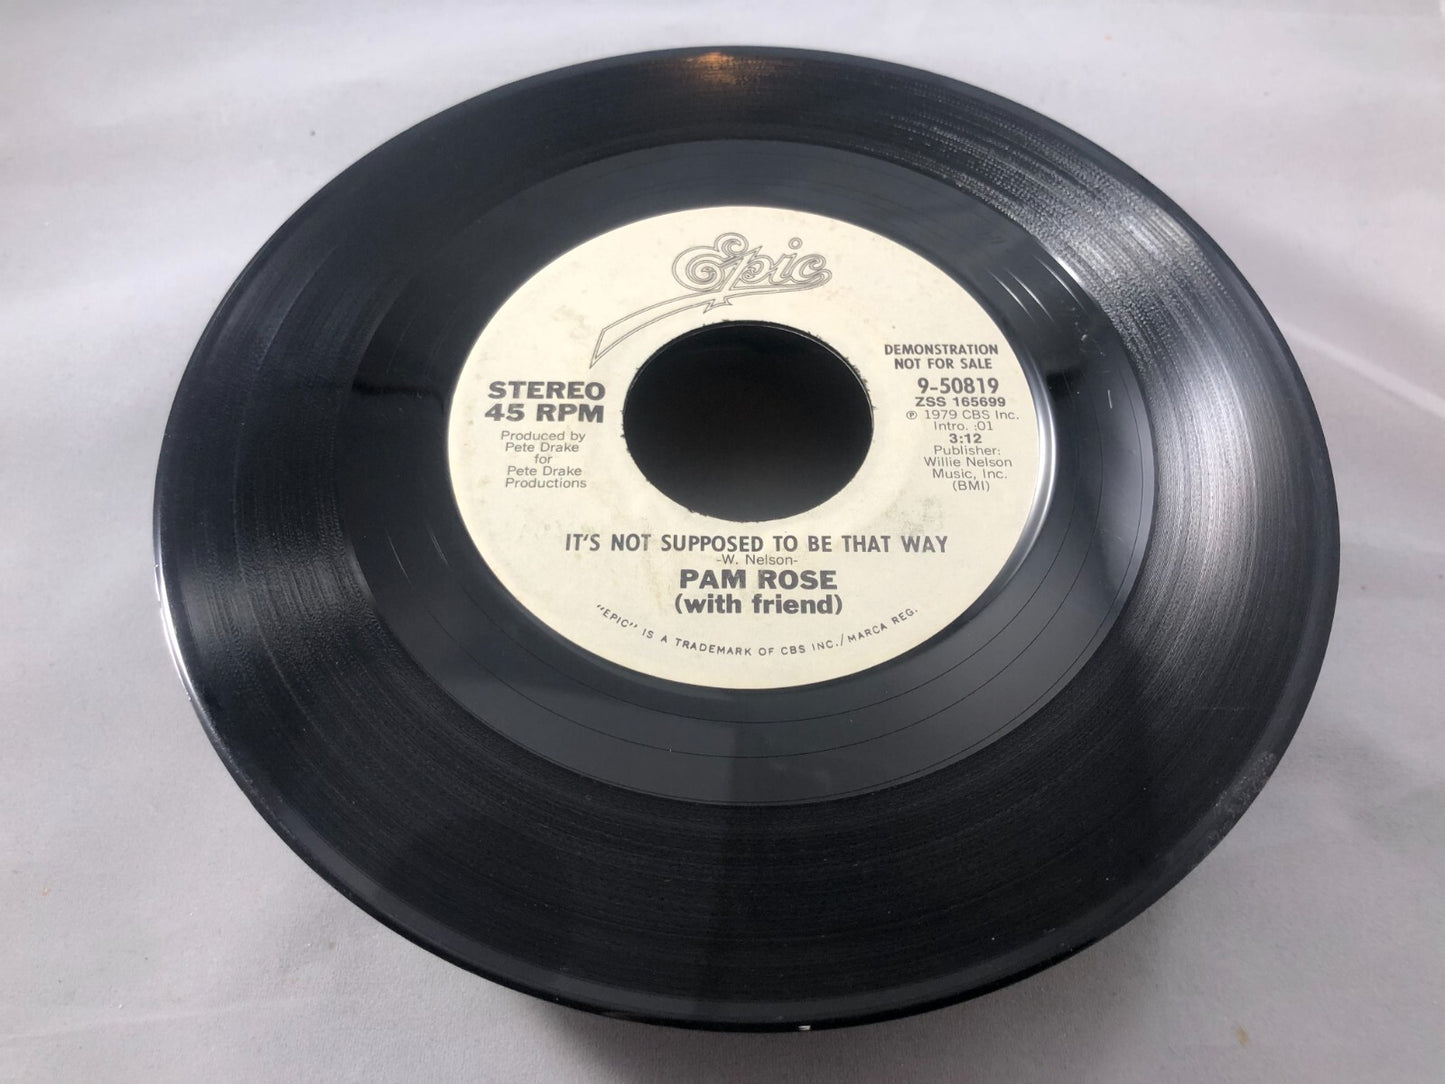 Epic
DEMONSTRATION
NOT FOR SALE
STEREO
45 RPM
Produced by
Pete Drake
for
Pete Drake
Productions
9-50819
ZSS 165699
℗ 1979 CBS Inc.
Intro. :01
3:12
Publisher:
Willie Nelson
Music, Inc.
(BMI)
IT'S NOT SUPPOSED TO BE THAT WAY
-W. Nelson-
PAM ROSE
(with friend)
"EPIC" IS A TRADEMARK OF CBS INC./MARCA REG.